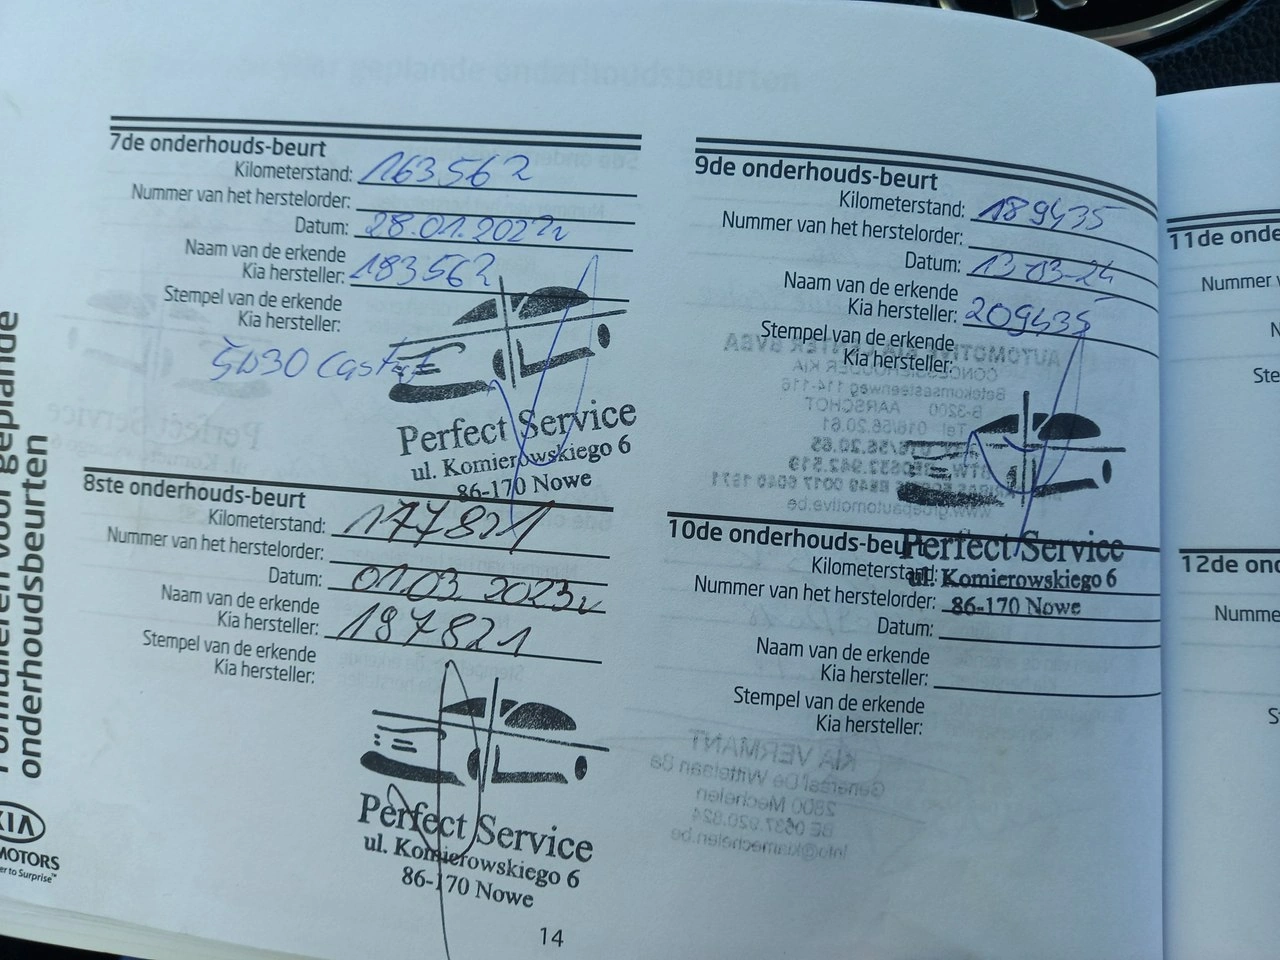 7de onderhouds-beurt
Kilometerstand: 163562
Nummer van het herstelorder:
Datum: 28.01.2022r
Naam van de erkende
Kia hersteller: 183562
Stempel van de erkende
Kia hersteller:
5W30
Perfect Service
ul. Komierowskiego 6
86-170 Nowe
8ste onderhouds-beurt
Kilometerstand: 177821
Nummer van het herstelorder:
Datum: 01.03.2023r
Naam van de erkende
Kia hersteller: 197821
Stempel van de erkende
Kia hersteller:
Perfect Service
ul. Komierowskiego 6
86-170 Nowe
9de onderhouds-beurt
Kilometerstand: 189435
Nummer van het herstelorder:
Datum: 13-03-24
Naam van de erkende
Kia hersteller: 209435
Stempel van de erkende
Kia hersteller:
Perfect Service
ul. Komierowskiego 6
86-170 Nowe
10de onderhouds-beurt
Kilometerstand:
Nummer van het herstelorder:
Datum:
Naam van de erkende
Kia hersteller:
Stempel van de erkende
Kia hersteller:
11de onde
Nummer
Ste
12de ond
Numme
voor geplande
onderhoudsbeurten
KIA
MOTORS
er to Surprise™
14